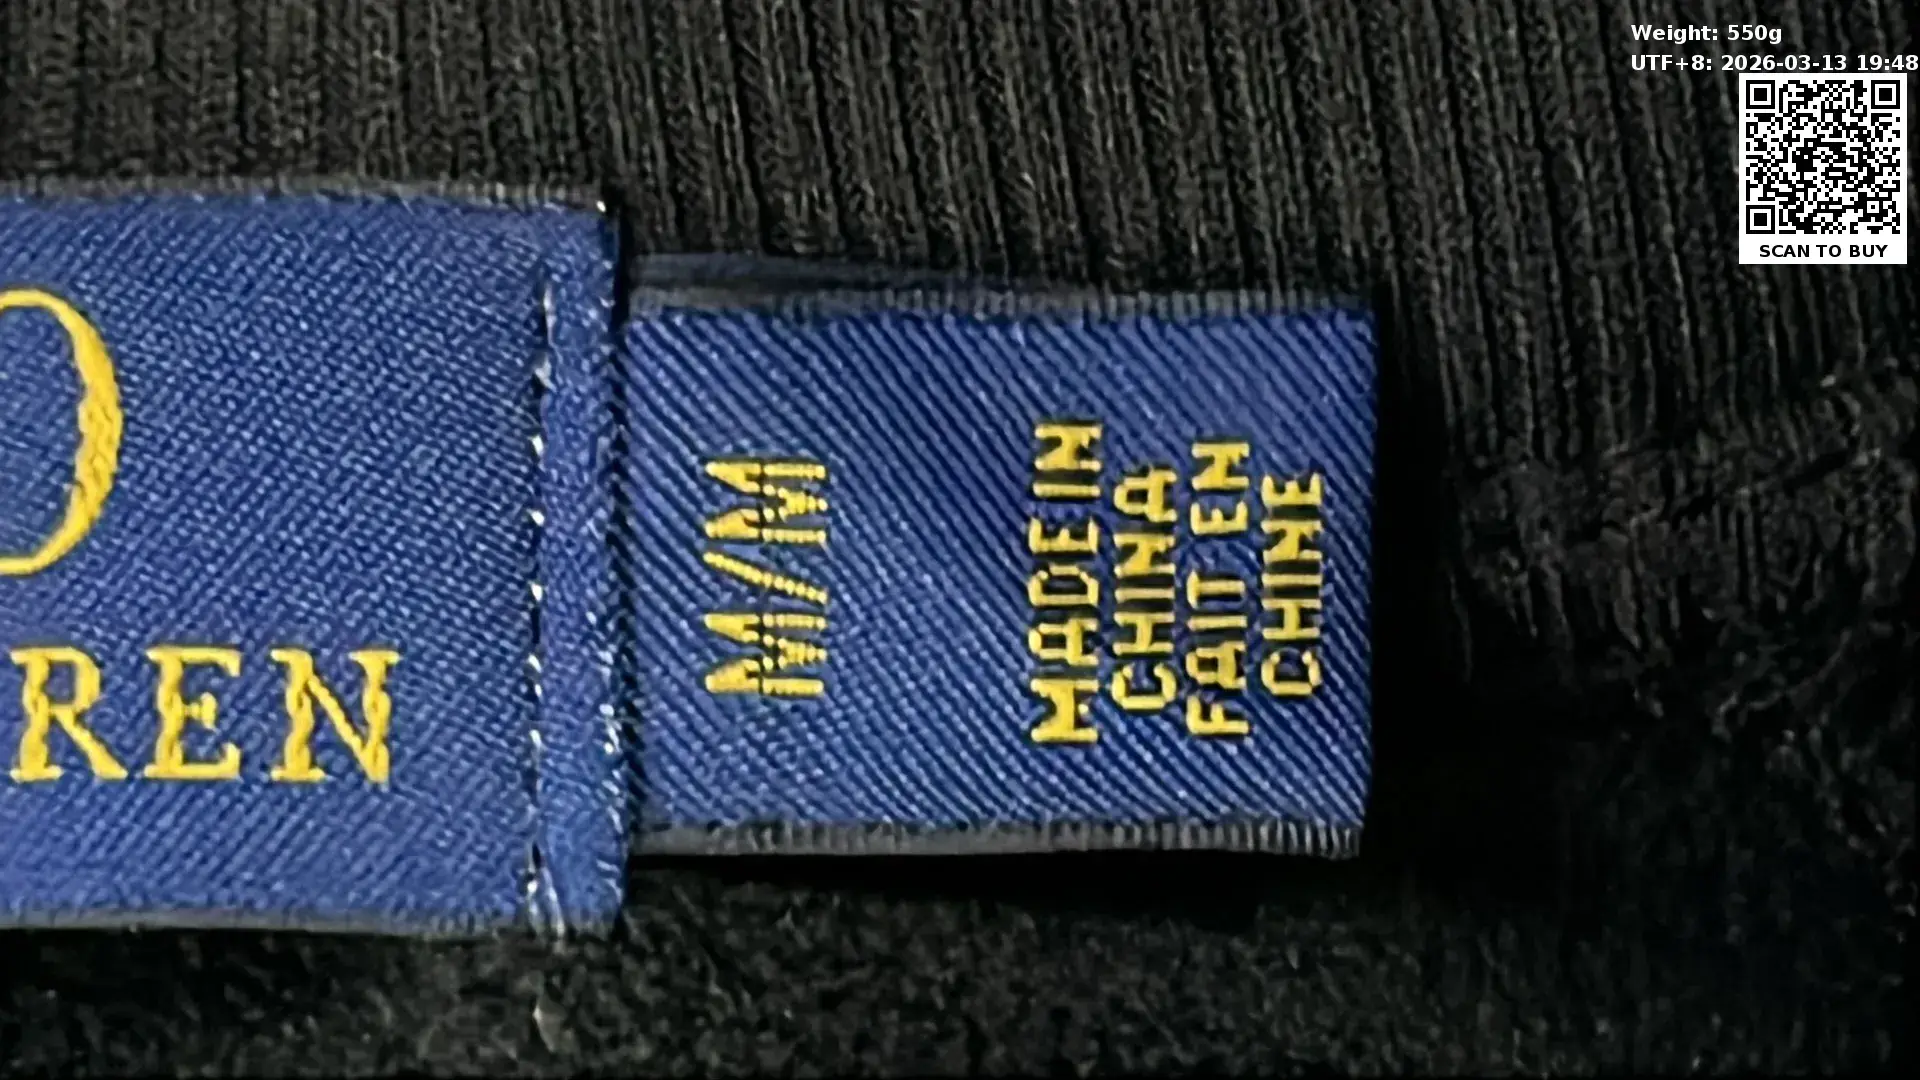 Weight: 550g
UTF+8: 2026-03-13 19:48
SCAN TO BUY
O
REN
M/M
MADE IN
CHINA
FAIT EN
CHINE